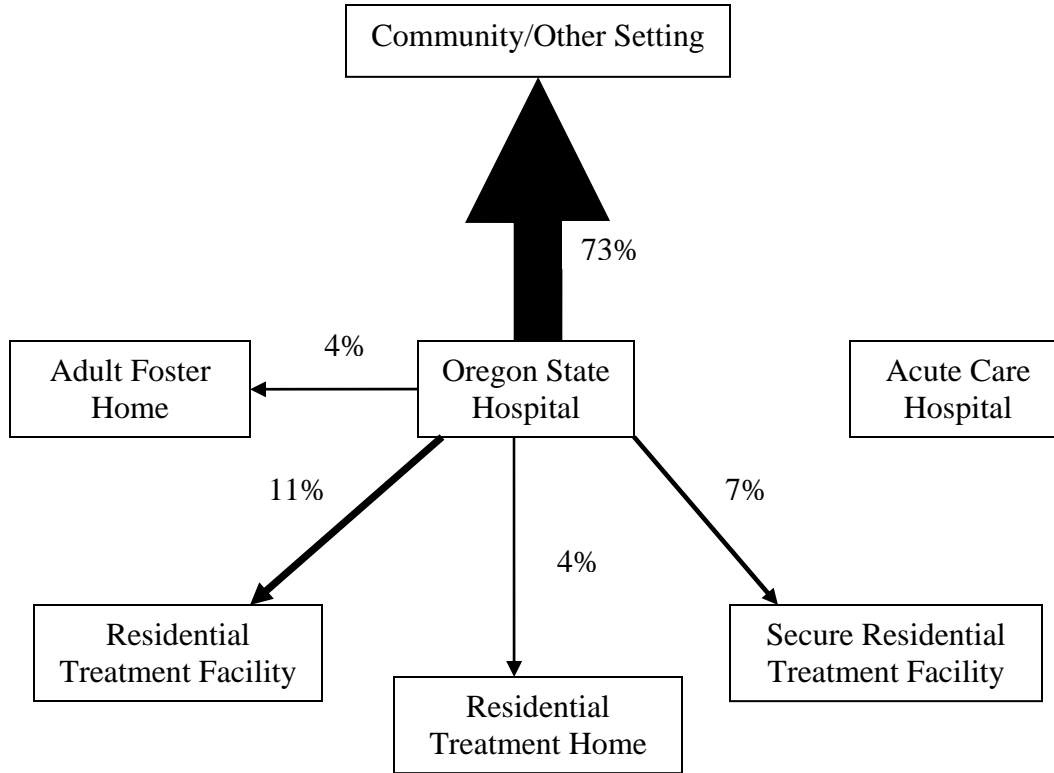 Community/Other Setting
73%
4%
Adult Foster
Home
Oregon State
Hospital
Acute Care
Hospital
11%
7%
4%
Residential
Treatment Facility
Secure Residential
Treatment Facility
Residential
Treatment Home